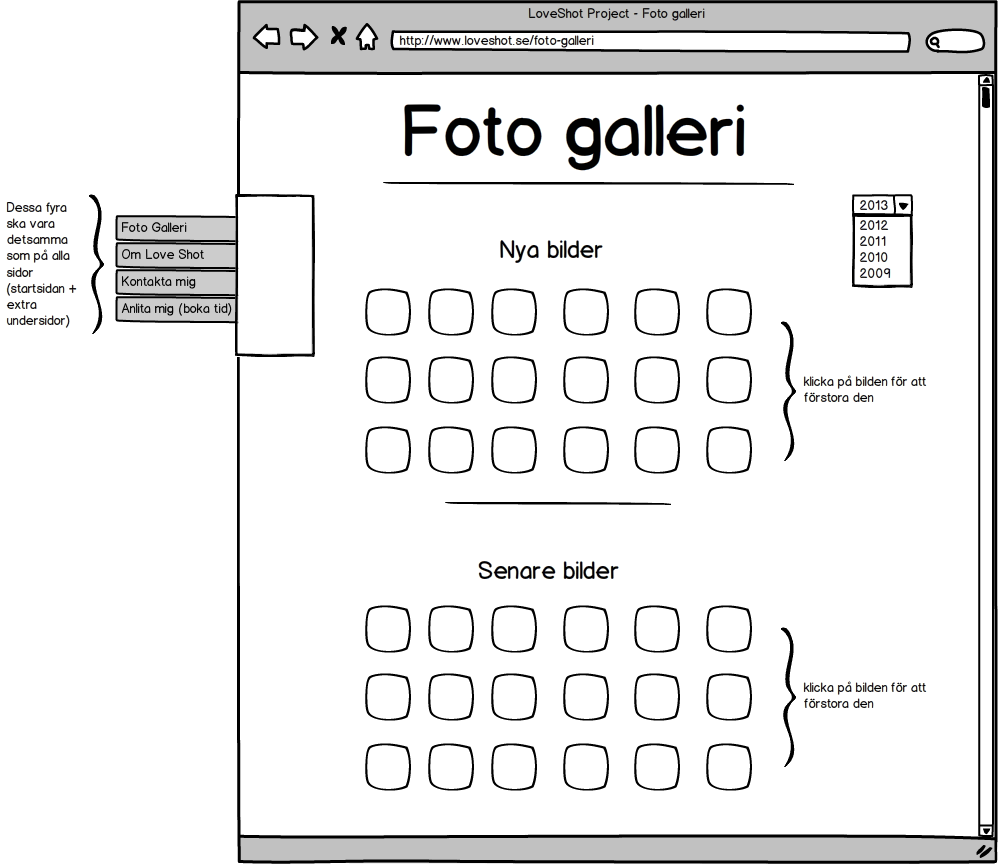 LoveShot Project - Foto galleri
http://www.loveshot.se/foto-galleri
Foto galleri
Dessa fyra
ska vara
detsamma
som på alla
sidor
(startsidan +
extra
undersidor)
Foto Galleri
Om Love Shot
Kontakta mig
Anlita mig (boka tid)
2013
2012
2011
2010
2009
Nya bilder
klicka på bilden för att
förstora den
Senare bilder
klicka på bilden för att
förstora den